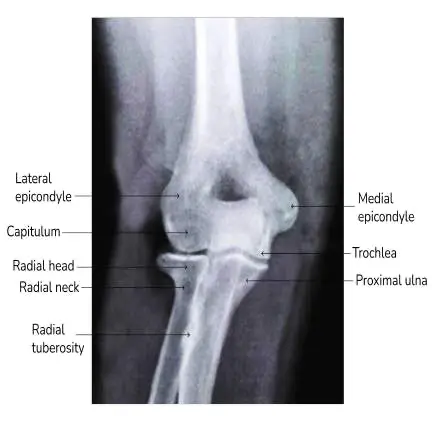 Lateral
epicondyle
Capitulum
Radial head
Radial neck
Radial
tuberosity
Medial
epicondyle
Trochlea
Proximal ulna